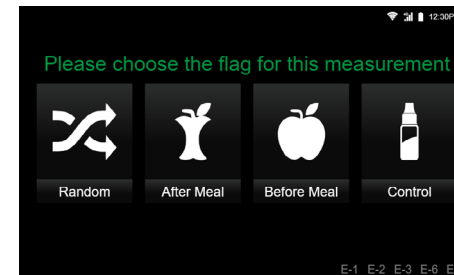 12:30P
Please choose the flag for this measurement
Random After Meal Before Meal Control
E-1 E-2 E-3 E-6 E